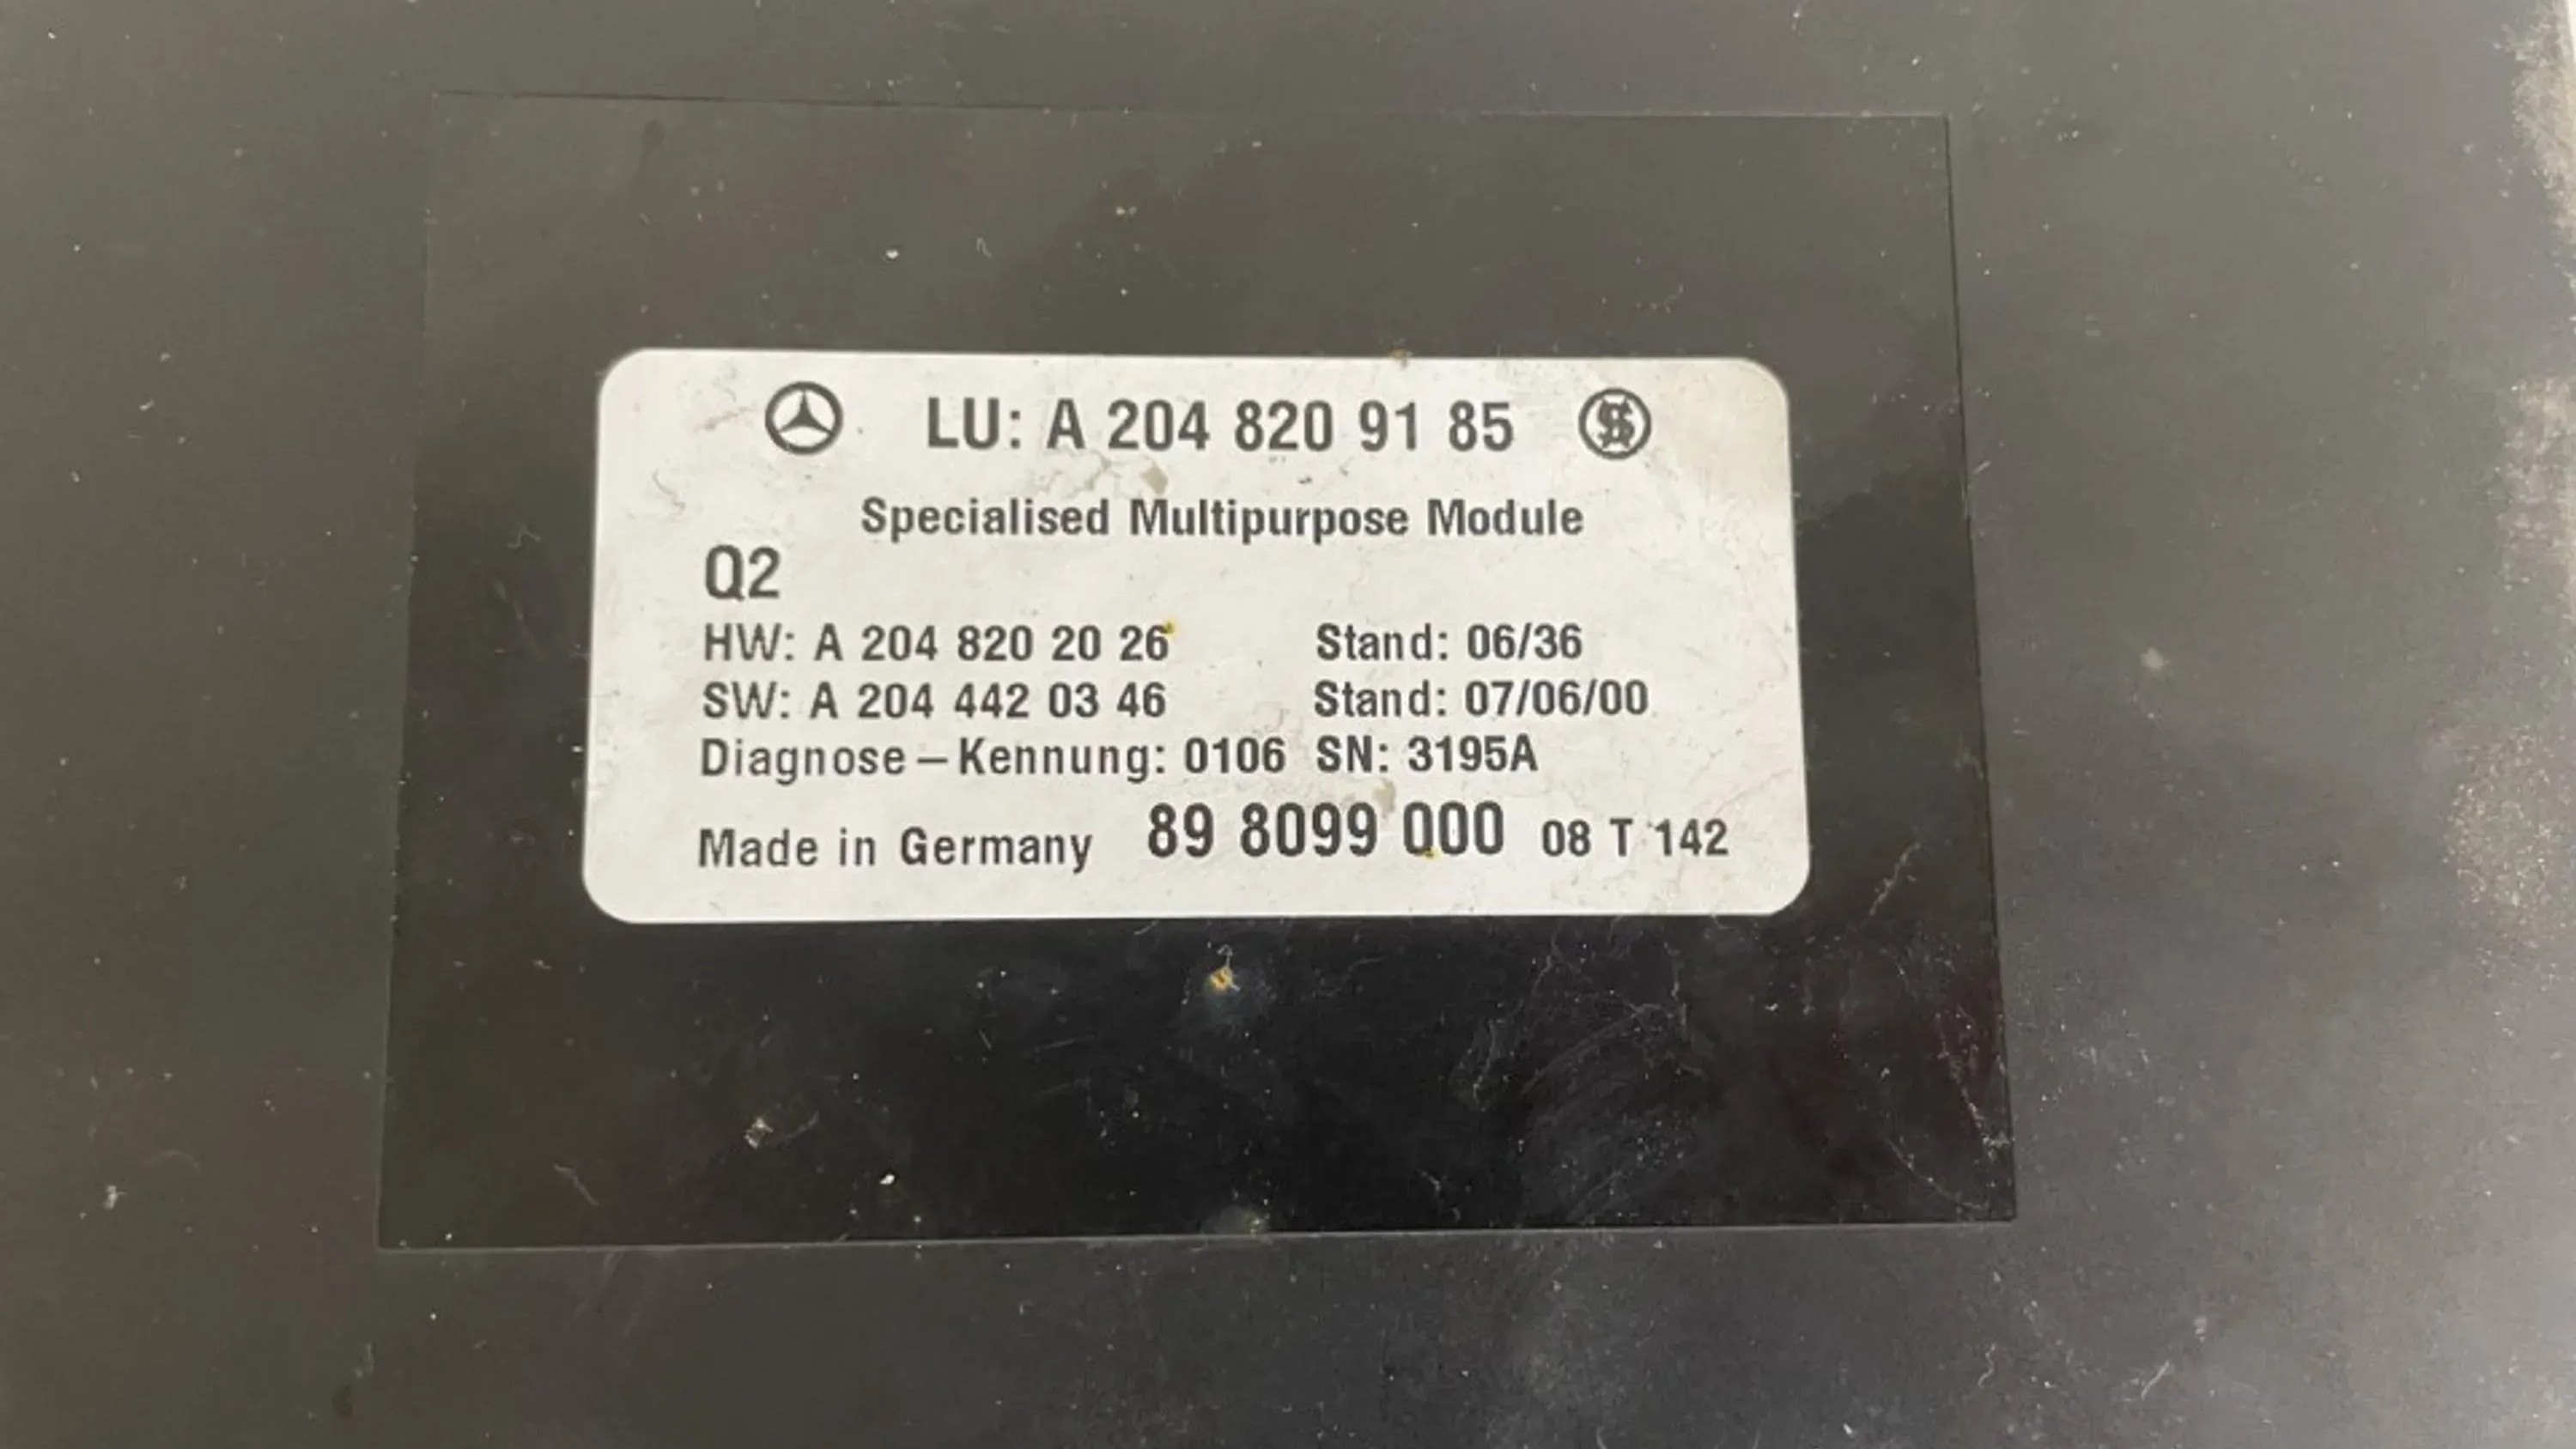 LU: A 204 820 91 85
Specialised Multipurpose Module
Q2
HW: A 204 820 20 26 Stand: 06/36
SW: A 204 442 03 46 Stand: 07/06/00
Diagnose – Kennung: 0106 SN: 3195A
Made in Germany 89 8099 000 08 T 142